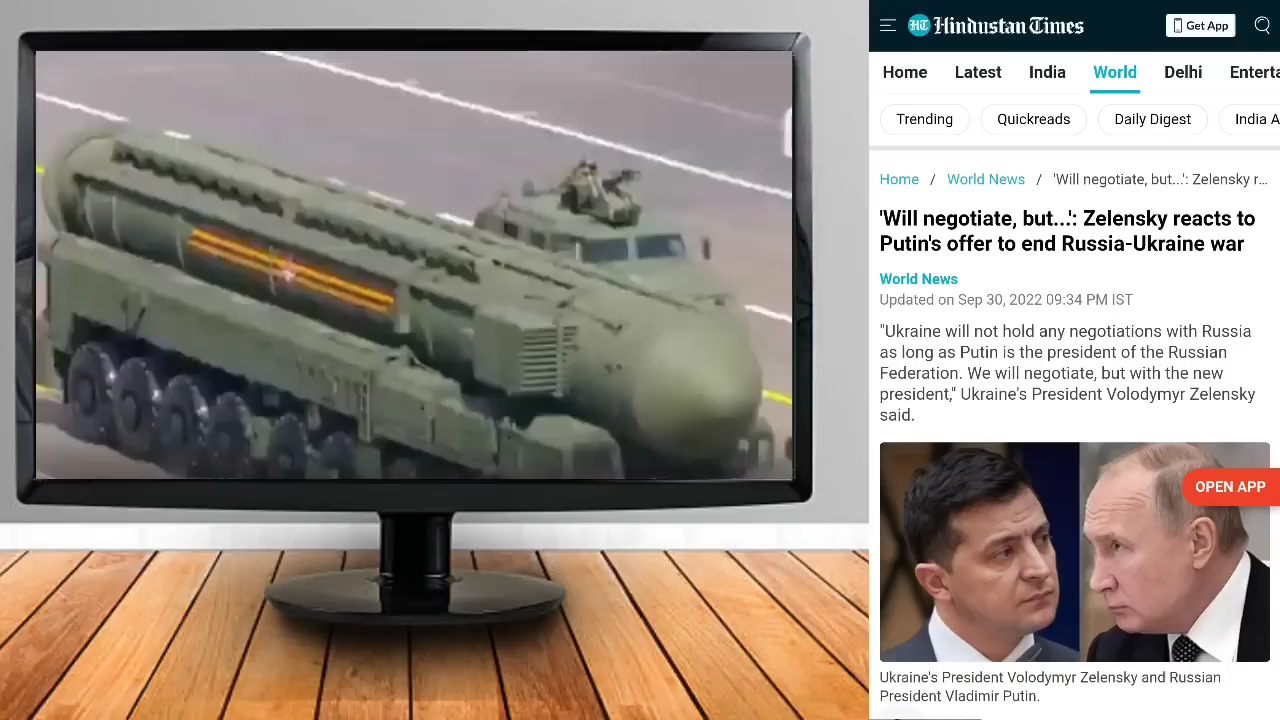 HT Hindustan Times
Get App
Home Latest India World Delhi Enterta
Trending Quickreads Daily Digest India A
Home / World News / 'Will negotiate, but...': Zelensky r...
'Will negotiate, but...': Zelensky reacts to
Putin's offer to end Russia-Ukraine war
World News
Updated on Sep 30, 2022 09:34 PM IST
"Ukraine will not hold any negotiations with Russia
as long as Putin is the president of the Russian
Federation. We will negotiate, but with the new
president," Ukraine's President Volodymyr Zelensky
said.
OPEN APP
Ukraine's President Volodymyr Zelensky and Russian
President Vladimir Putin.